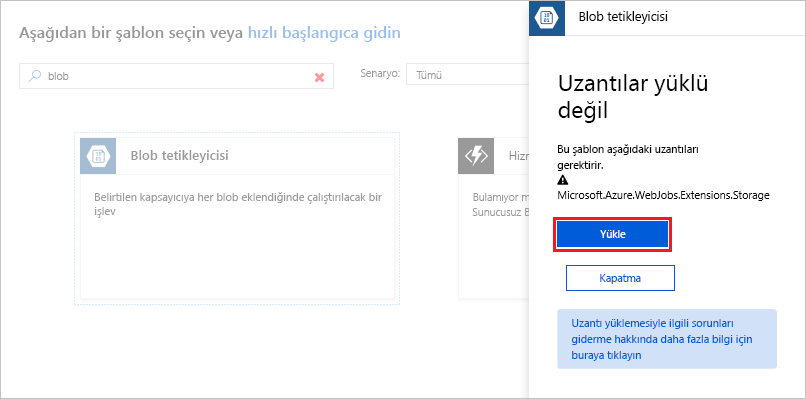 Aşağıdan bir şablon seçin veya hızlı başlangıca gidin
blob
Senaryo:
Tümü
Blob tetikleyicisi
Belirtilen kapsayıcıya her blob eklendiğinde çalıştırılacak bir
işlev
Hizm
Bulamıyor m
Sunucusuz B
Blob tetikleyicisi
Uzantılar yüklü
değil
Bu şablon aşağıdaki uzantıları
gerektirir.
Microsoft.Azure.WebJobs.Extensions.Storage
Yükle
Kapatma
Uzantı yüklemesiyle ilgili sorunları
giderme hakkında daha fazla bilgi için
buraya tıklayın